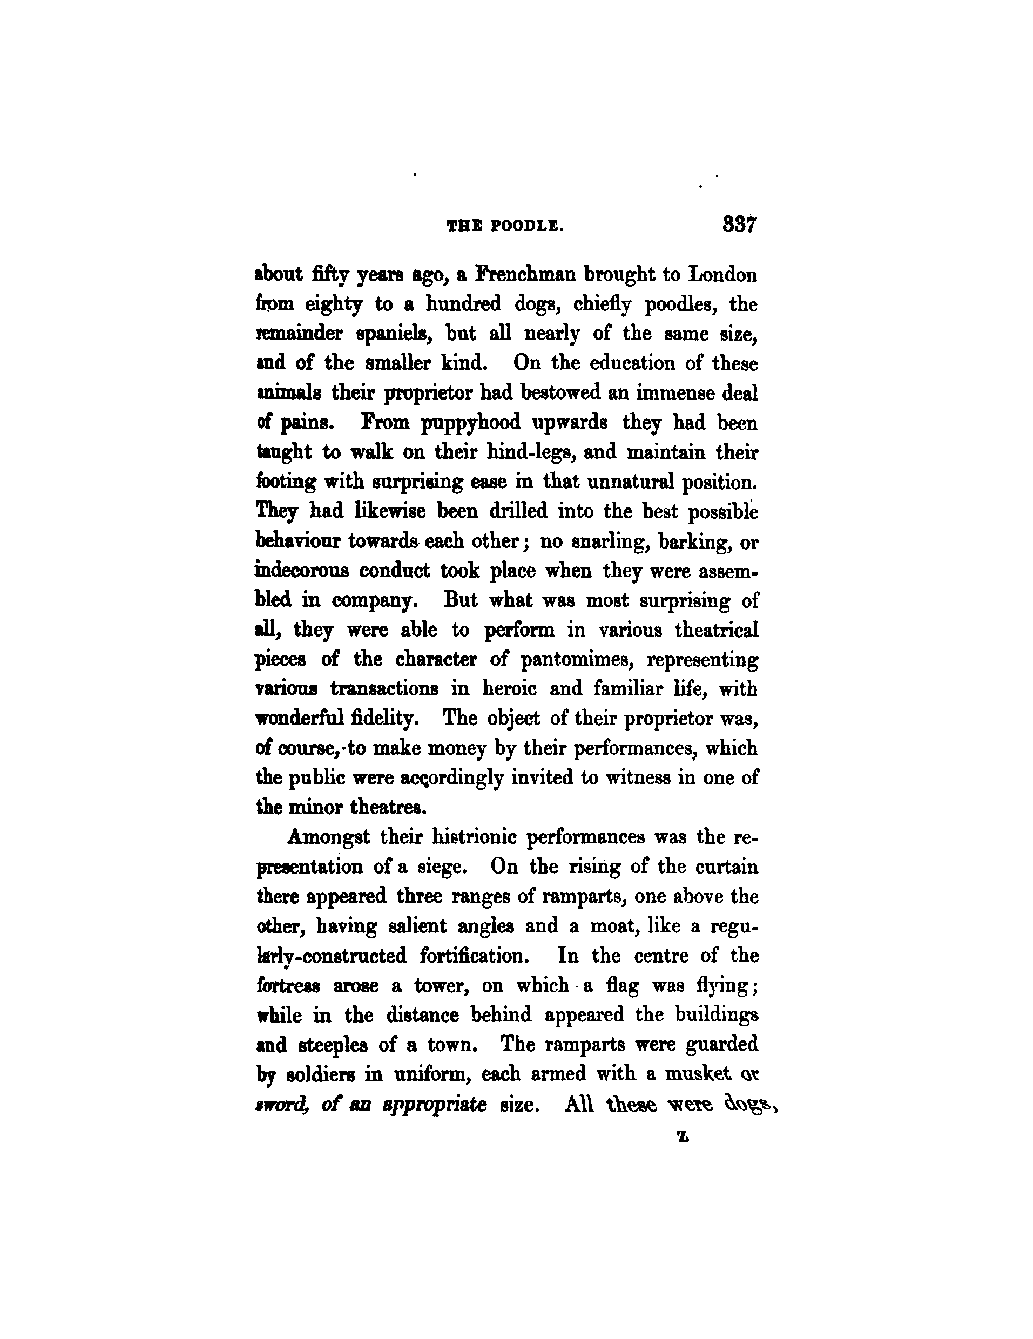 THE POODLE. 337
about fifty years ago, a Frenchman brought to London
from eighty to a hundred dogs, chiefly poodles, the
remainder spaniels, but all nearly of the same size,
and of the smaller kind. On the education of these
animals their proprietor had bestowed an immense deal
of pains. From puppyhood upwards they had been
taught to walk on their hind-legs, and maintain their
footing with surprising ease in that unnatural position.
They had likewise been drilled into the best possible
behaviour towards each other; no snarling, barking, or
indecorous conduct took place when they were assem-
bled in company. But what was most surprising of
all, they were able to perform in various theatrical
pieces of the character of pantomimes, representing
various transactions in heroic and familiar life, with
wonderful fidelity. The object of their proprietor was,
of course, to make money by their performances, which
the public were accordingly invited to witness in one of
the minor theatres.
Amongst their histrionic performances was the re-
presentation of a siege. On the rising of the curtain
there appeared three ranges of ramparts, one above the
other, having salient angles and a moat, like a regu-
larly-constructed fortification. In the centre of the
fortress arose a tower, on which a flag was flying;
while in the distance behind appeared the buildings
and steeples of a town. The ramparts were guarded
by soldiers in uniform, each armed with a musket or
sword, of an appropriate size. All these were dogs,
Z